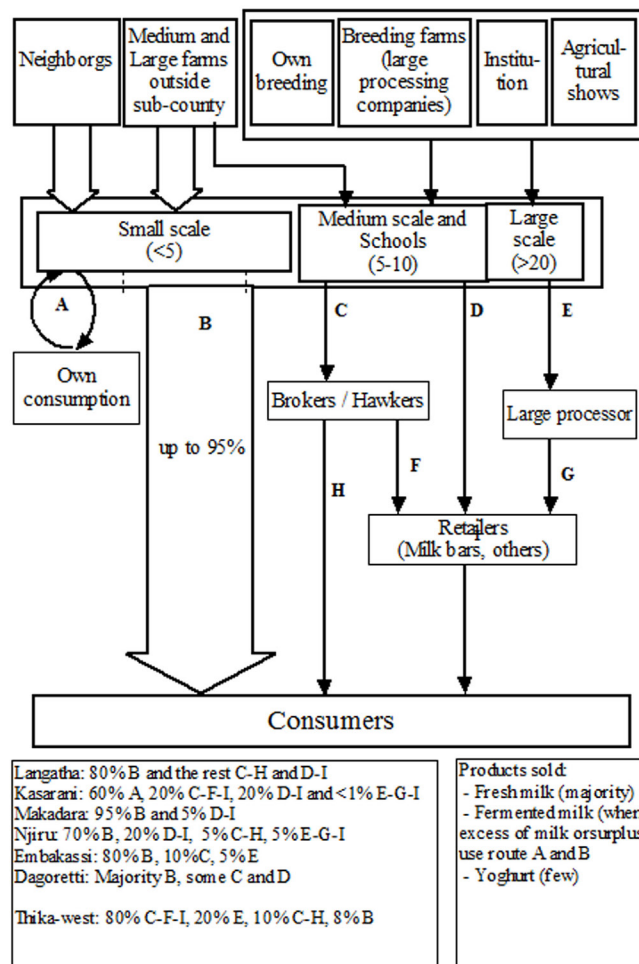 Neighborgs
Medium and
Large farms
outside
sub-county
Own
breeding
Breeding farms
(large
processing
companies)
Institu-
tion
Agricul-
tural
shows
Small scale
(<5)
Medium scale and
Schools
(5-10)
Large
scale
(>20)
A
B
C
D
E
Own
consumption
Brokers / Hawkers
Large processor
up to 95%
F
G
H
Retailers
(Milk bars, others)
Consumers
Langatha: 80% B and the rest C-H and D-I
Kasarani: 60% A, 20% C-F-I, 20% D-I and <1% E-G-I
Makadara: 95% B and 5% D-I
Njiru: 70% B, 20% D-I, 5% C-H, 5% E-G-I
Embakassi: 80% B, 10% C, 5% E
Dagoretti: Majority B, some C and D
Thika-west: 80% C-F-I, 20% E, 10% C-H, 8% B
Products sold:
- Fresh milk (majority)
- Fermented milk (when
excess of milk orsurplus
use route A and B
- Yoghurt (few)